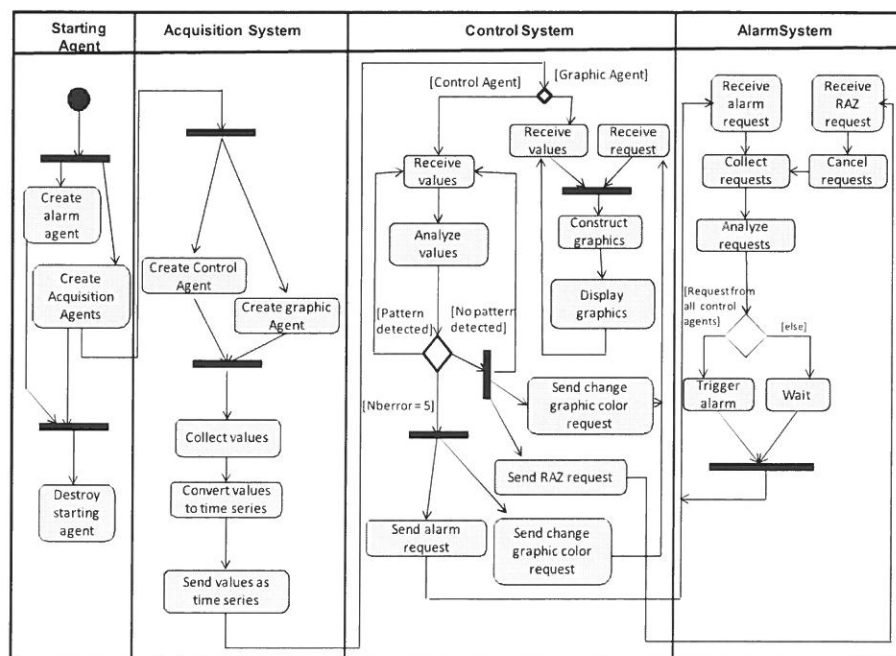 Starting
Agent
Acquisition System
Control System
AlarmSystem
Create
alarm
agent
Create
Acquisition
Agents
Destroy
starting
agent
Create Control
Agent
Create graphic
Agent
Collect values
Convert values
to time series
Send values as
time series
[Control Agent]
[Graphic Agent]
Receive
values
Receive
values
Receive
request
Analyze
values
Construct
graphics
Display
graphics
[Pattern
detected]
[No pattern
detected]
[Nberror = 5]
Send change
graphic color
request
Send RAZ request
Send alarm
request
Send change
graphic color
request
Receive
alarm
request
Receive
RAZ
request
Collect
requests
Cancel
requests
Analyze
requests
[Request from
all control
agents}
[else]
Trigger
alarm
Wait